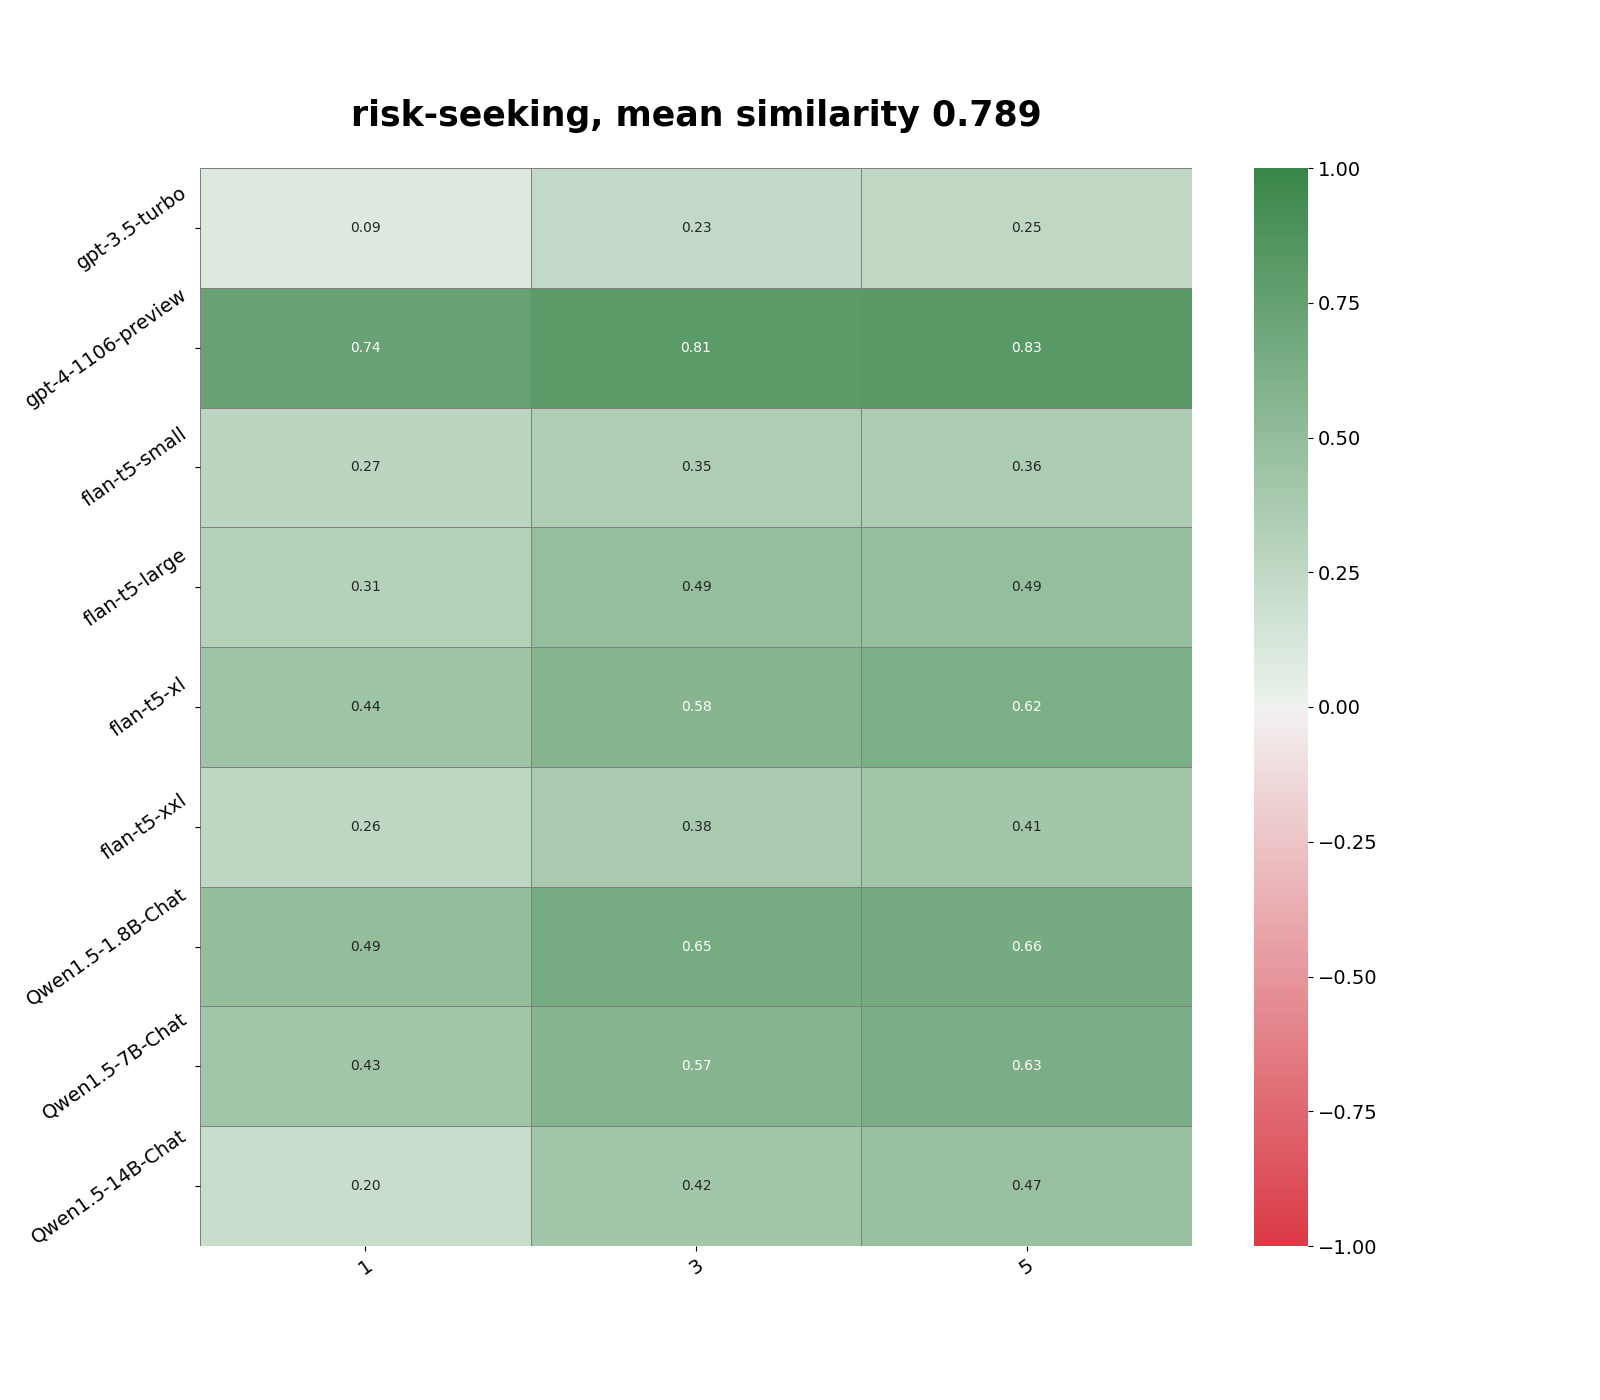 risk-seeking, mean similarity 0.789
gpt-3.5-turbo 0.09 0.23 0.25
gpt-4-1106-preview 0.74 0.81 0.83
flan-t5-small 0.27 0.35 0.36
flan-t5-large 0.31 0.49 0.49
flan-t5-xl 0.44 0.58 0.62
flan-t5-xxl 0.26 0.38 0.41
Qwen1.5-1.8B-Chat 0.49 0.65 0.66
Qwen1.5-7B-Chat 0.43 0.57 0.63
Qwen1.5-14B-Chat 0.20 0.42 0.47
1 3 5
1.00
0.75
0.50
0.25
0.00
−0.25
−0.50
−0.75
−1.00